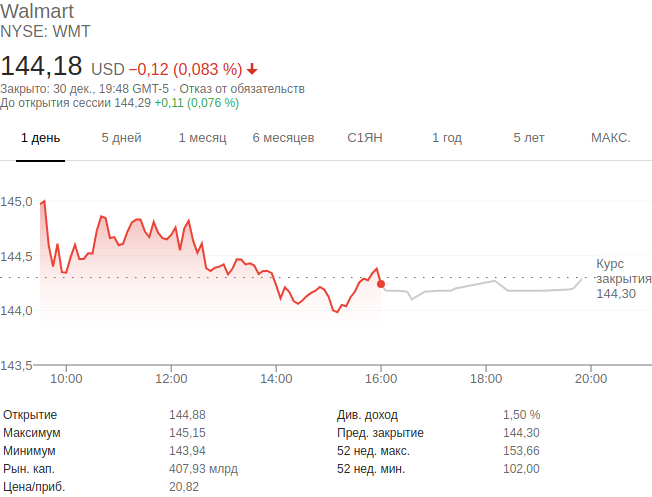 Walmart
NYSE: WMT
144,18 USD −0,12 (0,083 %)
Закрыто: 30 дек., 19:48 GMT-5 · Отказ от обязательств
До открытия сессии 144,29 +0,11 (0,076 %)
1 день 5 дней 1 месяц 6 месяцев С1ЯН 1 год 5 лет МАКС.
145,0
144,5
Курс
закрытия
144,30
144,0
143,5
10:00 12:00 14:00 16:00 18:00 20:00
Открытие 144,88 Див. доход 1,50 %
Максимум 145,15 Пред. закрытие 144,30
Минимум 143,94 52 нед. макс. 153,66
Рын. кап. 407,93 млрд 52 нед. мин. 102,00
Цена/приб. 20,82